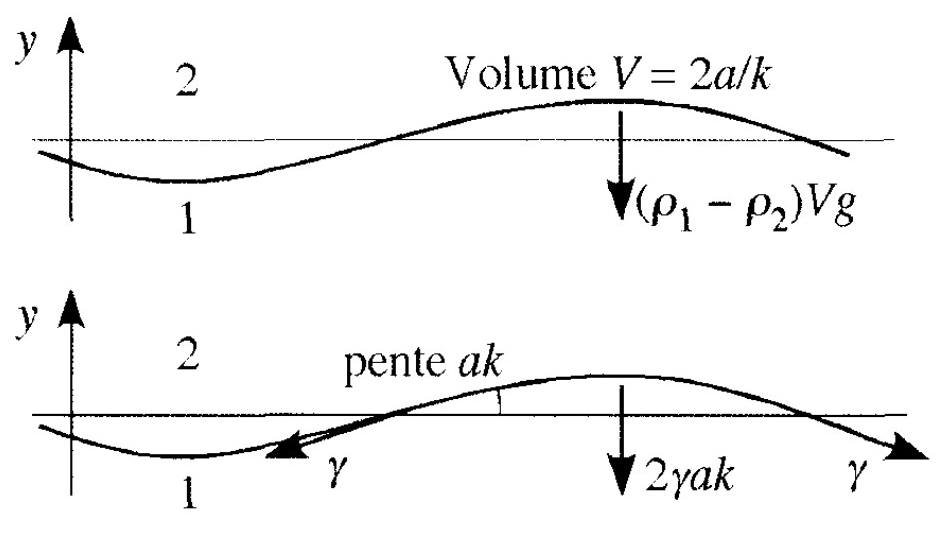 y
2
Volume V = 2a/k
1
(ρ₁ − ρ₂)Vg
y
2
pente ak
γ
2γak
γ
1